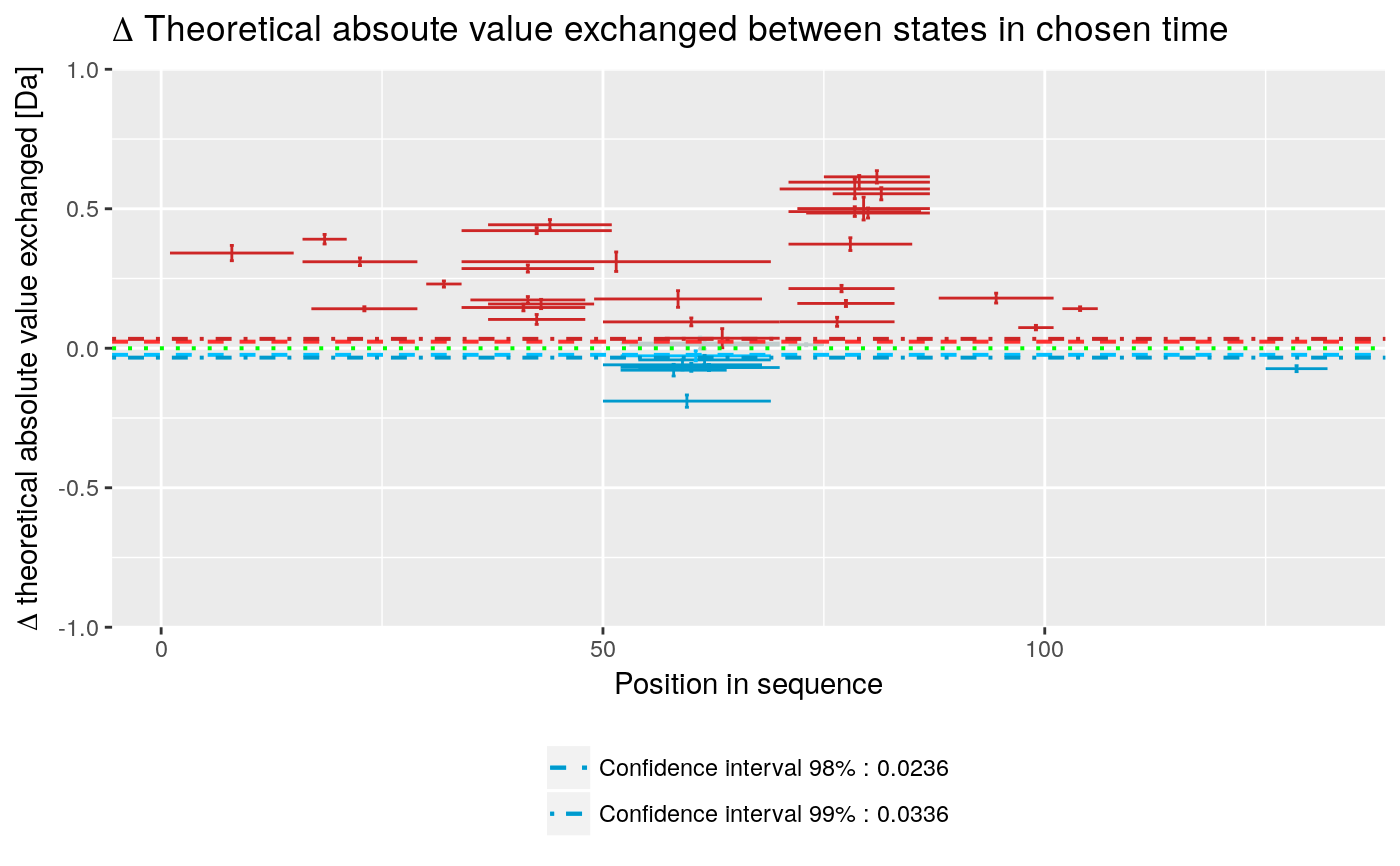 Δ Theoretical absoute value exchanged between states in chosen time
Δ theoretical absolute value exchanged [Da]
1.0
0.5
0.0
-0.5
-1.0
0 50 100
Position in sequence
Confidence interval 98% : 0.0236
Confidence interval 99% : 0.0336